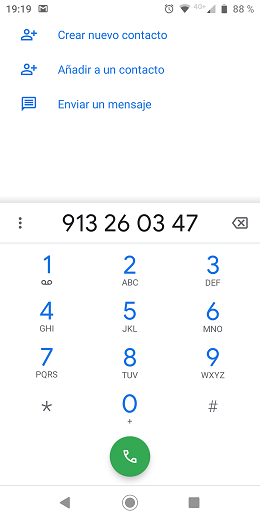 19:19 4G+ 88 %
Crear nuevo contacto
Añadir a un contacto
Enviar un mensaje
913 26 03 47
1 2 3
ABC DEF
4 5 6
GHI JKL MNO
7 8 9
PQRS TUV WXYZ
* 0 #
+